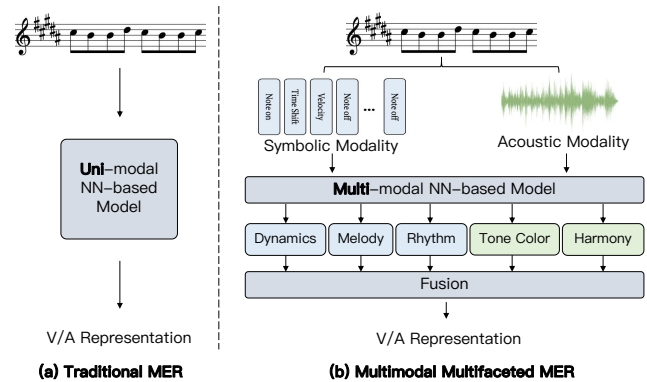 Uni-modal
NN-based
Model
V/A Representation
(a) Traditional MER
Note on
Time Shift
Velocity
Note off
...
Note off
Symbolic Modality
Acoustic Modality
Multi-modal NN-based Model
Dynamics
Melody
Rhythm
Tone Color
Harmony
Fusion
V/A Representation
(b) Multimodal Multifaceted MER